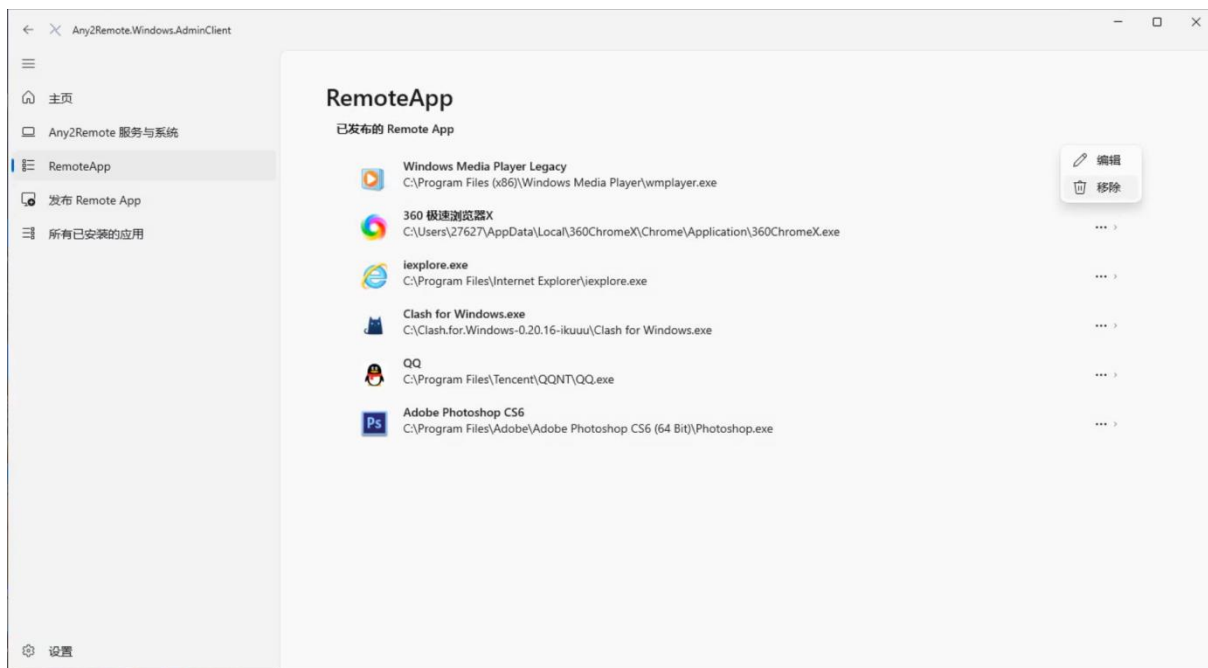 Any2Remote.Windows.AdminClient
主页
Any2Remote 服务与系统
RemoteApp
发布 Remote App
所有已安装的应用
设置
RemoteApp
已发布的 Remote App
Windows Media Player Legacy
C:\Program Files (x86)\Windows Media Player\wmplayer.exe
编辑
移除
360 极速浏览器X
C:\Users\27627\AppData\Local\360ChromeX\Chrome\Application\360ChromeX.exe
iexplore.exe
C:\Program Files\Internet Explorer\iexplore.exe
Clash for Windows.exe
C:\Clash.for.Windows-0.20.16-ikuuu\Clash for Windows.exe
QQ
C:\Program Files\Tencent\QQNT\QQ.exe
Ps
Adobe Photoshop CS6
C:\Program Files\Adobe\Adobe Photoshop CS6 (64 Bit)\Photoshop.exe